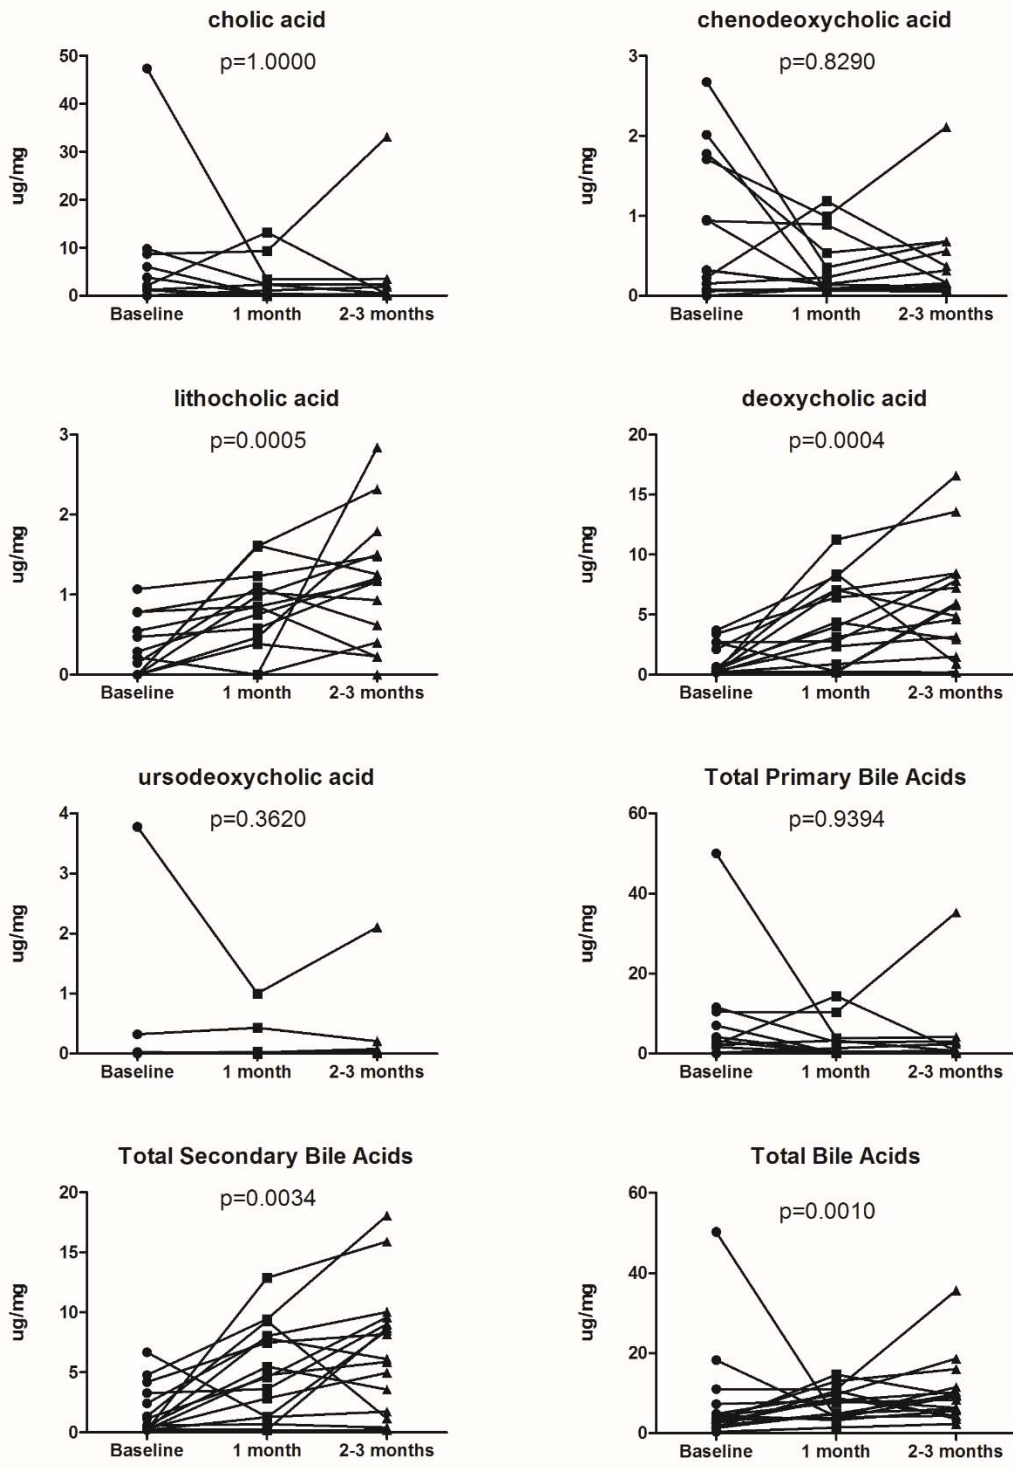 cholic acid
p=1.0000
50
40
30
20
10
0
ug/mg
Baseline 1 month 2-3 months
chenodeoxycholic acid
p=0.8290
3
2
1
0
ug/mg
Baseline 1 month 2-3 months
lithocholic acid
p=0.0005
3
2
1
0
ug/mg
Baseline 1 month 2-3 months
deoxycholic acid
p=0.0004
20
15
10
5
0
ug/mg
Baseline 1 month 2-3 months
ursodeoxycholic acid
p=0.3620
4
3
2
1
0
ug/mg
Baseline 1 month 2-3 months
Total Primary Bile Acids
p=0.9394
60
40
20
0
ug/mg
Baseline 1 month 2-3 months
Total Secondary Bile Acids
p=0.0034
20
15
10
5
0
ug/mg
Baseline 1 month 2-3 months
Total Bile Acids
p=0.0010
60
40
20
0
ug/mg
Baseline 1 month 2-3 months